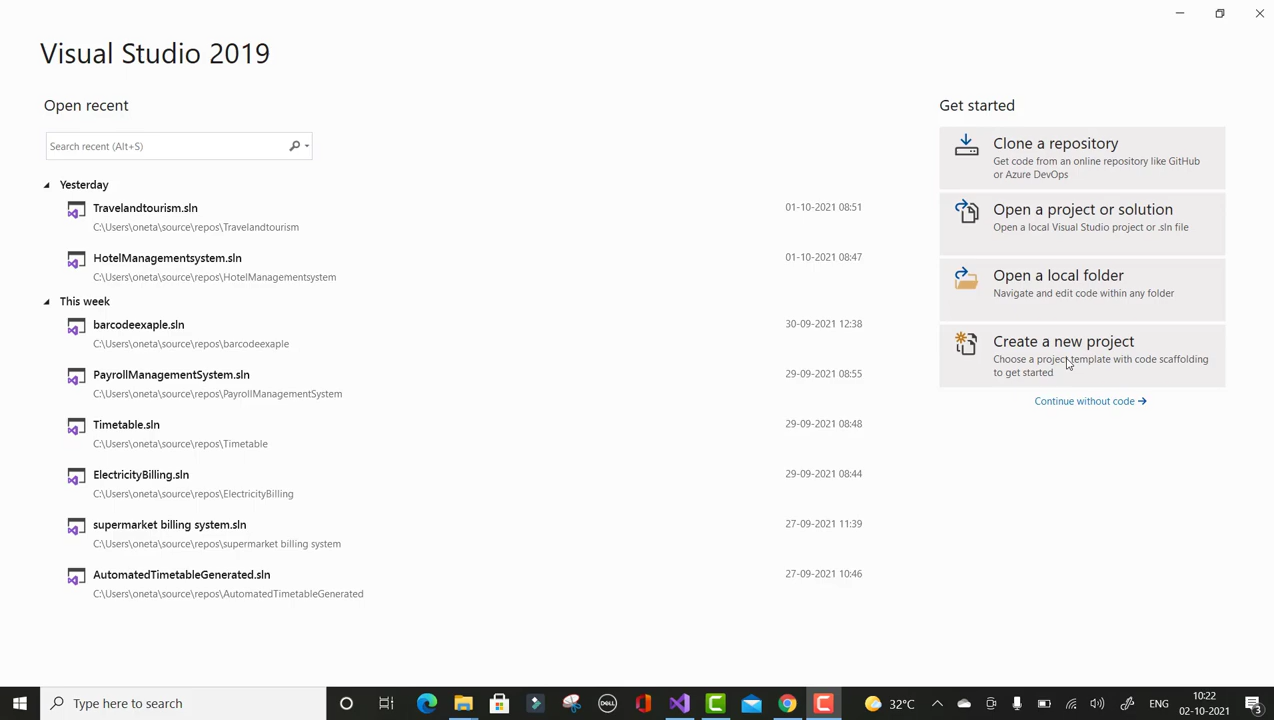 Visual Studio 2019
Open recent
Search recent (Alt+S)
Yesterday
Travelandtourism.sln
01-10-2021 08:51
C:\Users\oneta\source\repos\Travelandtourism
HotelManagementsystem.sln
01-10-2021 08:47
C:\Users\oneta\source\repos\HotelManagementsystem
This week
barcodeexaple.sln
30-09-2021 12:38
C:\Users\oneta\source\repos\barcodeexaple
PayrollManagementSystem.sln
29-09-2021 08:55
C:\Users\oneta\source\repos\PayrollManagementSystem
Timetable.sln
29-09-2021 08:48
C:\Users\oneta\source\repos\Timetable
ElectricityBilling.sln
29-09-2021 08:44
C:\Users\oneta\source\repos\ElectricityBilling
supermarket billing system.sln
27-09-2021 11:39
C:\Users\oneta\source\repos\supermarket billing system
AutomatedTimetableGenerated.sln
27-09-2021 10:46
C:\Users\oneta\source\repos\AutomatedTimetableGenerated
Get started
Clone a repository
Get code from an online repository like GitHub
or Azure DevOps
Open a project or solution
Open a local Visual Studio project or .sln file
Open a local folder
Navigate and edit code within any folder
Create a new project
Choose a project template with code scaffolding
to get started
Continue without code
Type here to search
DELL
32°C
ENG
10:22
02-10-2021
3